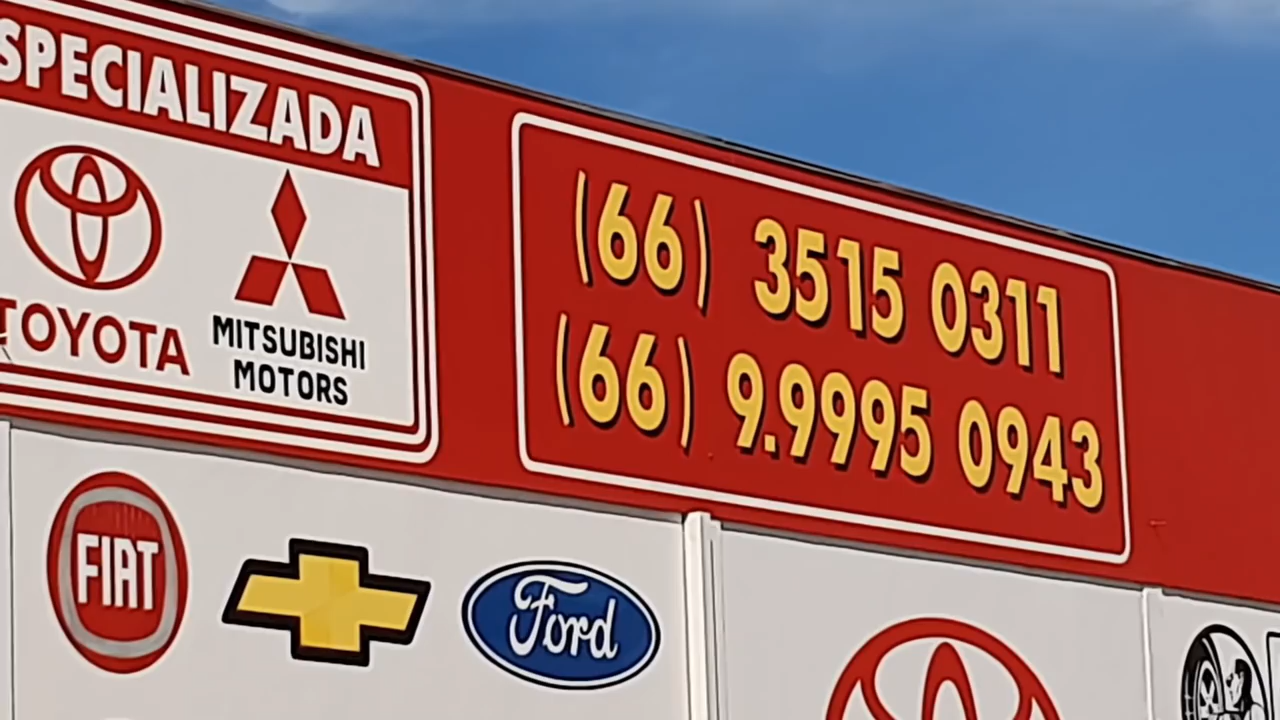 SPECIALIZADA
TOYOTA
MITSUBISHI
MOTORS
(66) 3515 0311
(66) 9.9995 0943
FIAT
Ford